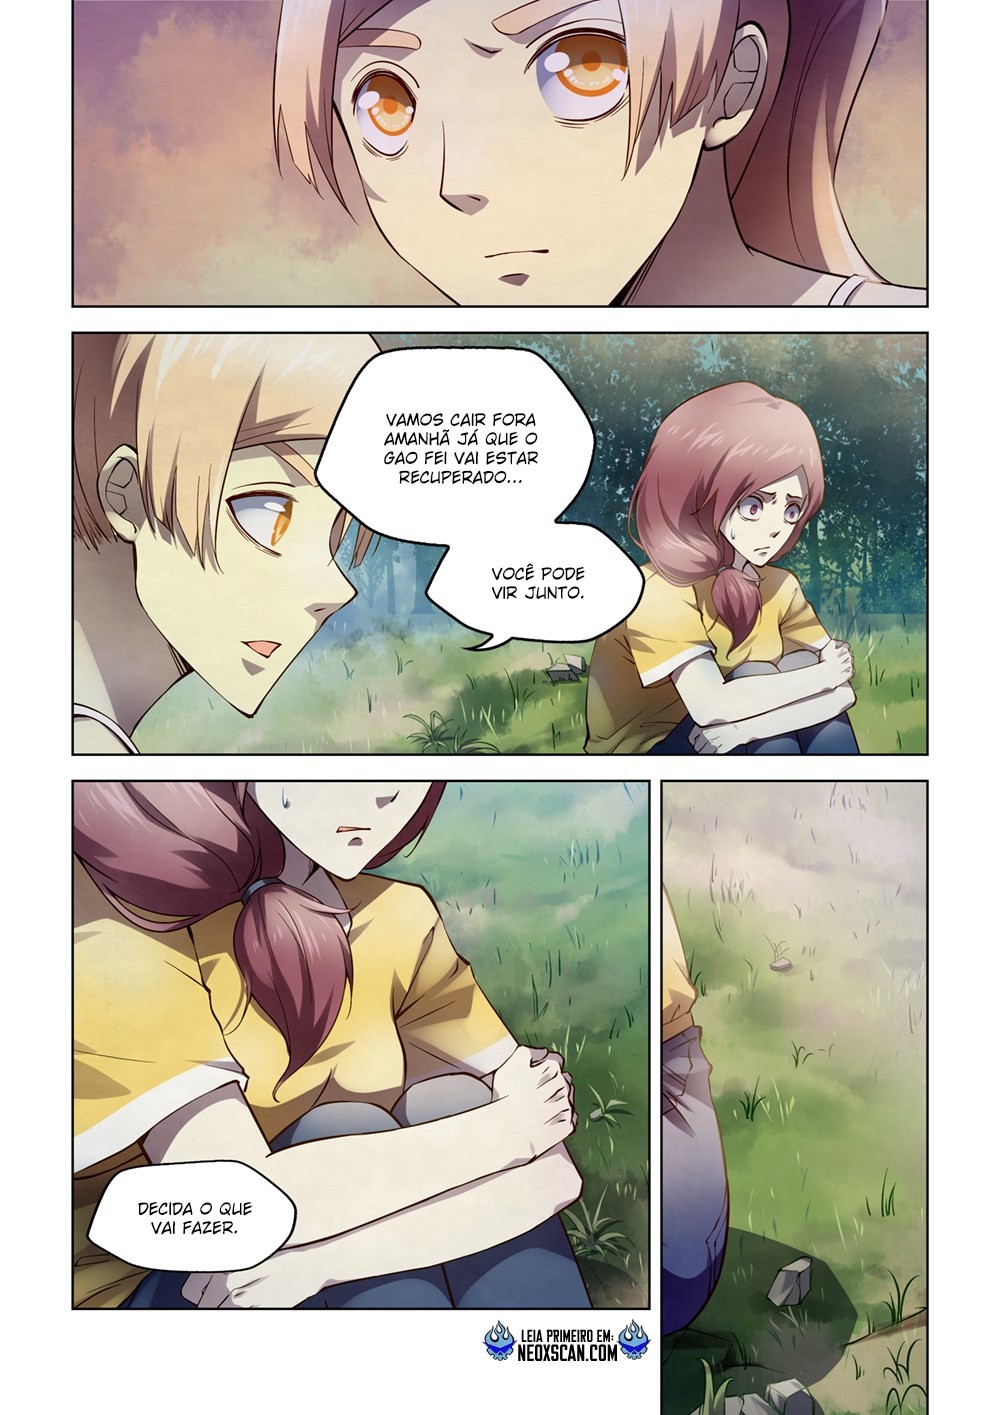 VAMOS CAIR FORA
AMANHÃ JÁ QUE O
GAO FEI VAI ESTAR
RECUPERADO...
VOCÊ PODE
VIR JUNTO.
DECIDA O QUE
VAI FAZER.
LEIA PRIMEIRO EM:
NEOXSCAN.COM